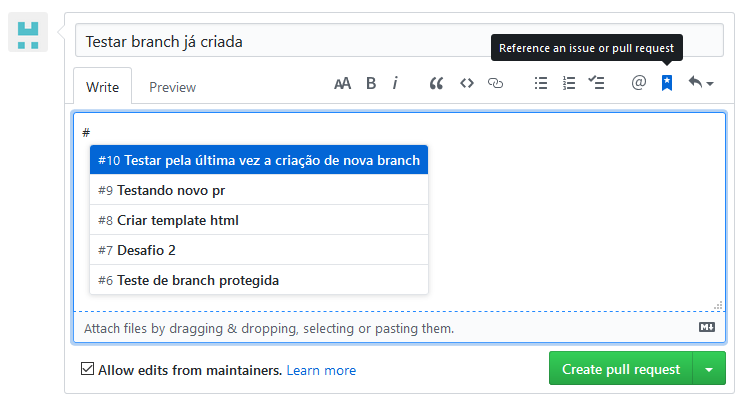 Testar branch já criada
Reference an issue or pull request
Write Preview AA B i “ <> @
#
#10 Testar pela última vez a criação de nova branch
#9 Testando novo pr
#8 Criar template html
#7 Desafio 2
#6 Teste de branch protegida
Attach files by dragging & dropping, selecting or pasting them.
Allow edits from maintainers. Learn more
Create pull request